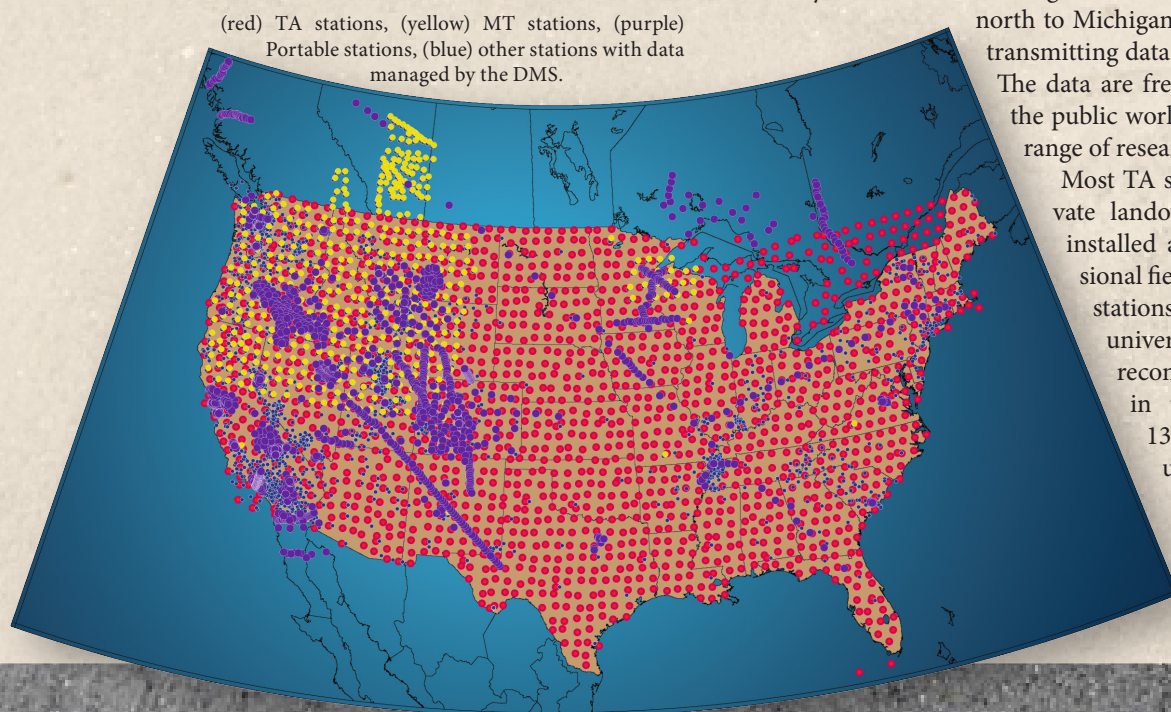 (red) TA stations, (yellow) MT stations, (purple)
Portable stations, (blue) other stations with data
managed by the DMS.
north to Michigan
transmitting data
The data are fre
the public worl
range of resea
Most TA s
vate lando
installed a
sional fie
stations
univer
recon
in
13
u